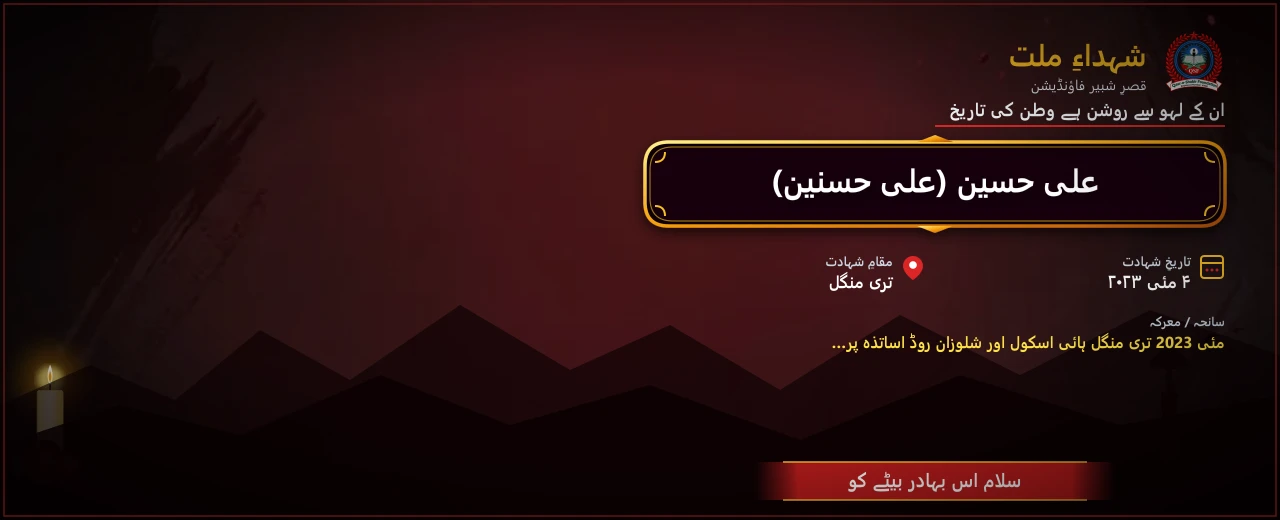 شہداءِ ملت
قصرِ شبیر فاؤنڈیشن
ان کے لہو سے روشن ہے وطن کی تاریخ
علی حسین (علی حسنین)
تاریخِ شہادت
۴ مئی ۲۰۲۳
مقامِ شہادت
تری منگل
سانحہ / معرکہ
مئی 2023 تری منگل ہائی اسکول اور شلوزان روڈ اساتذہ پر...
سلام اس بہادر بیٹے کو